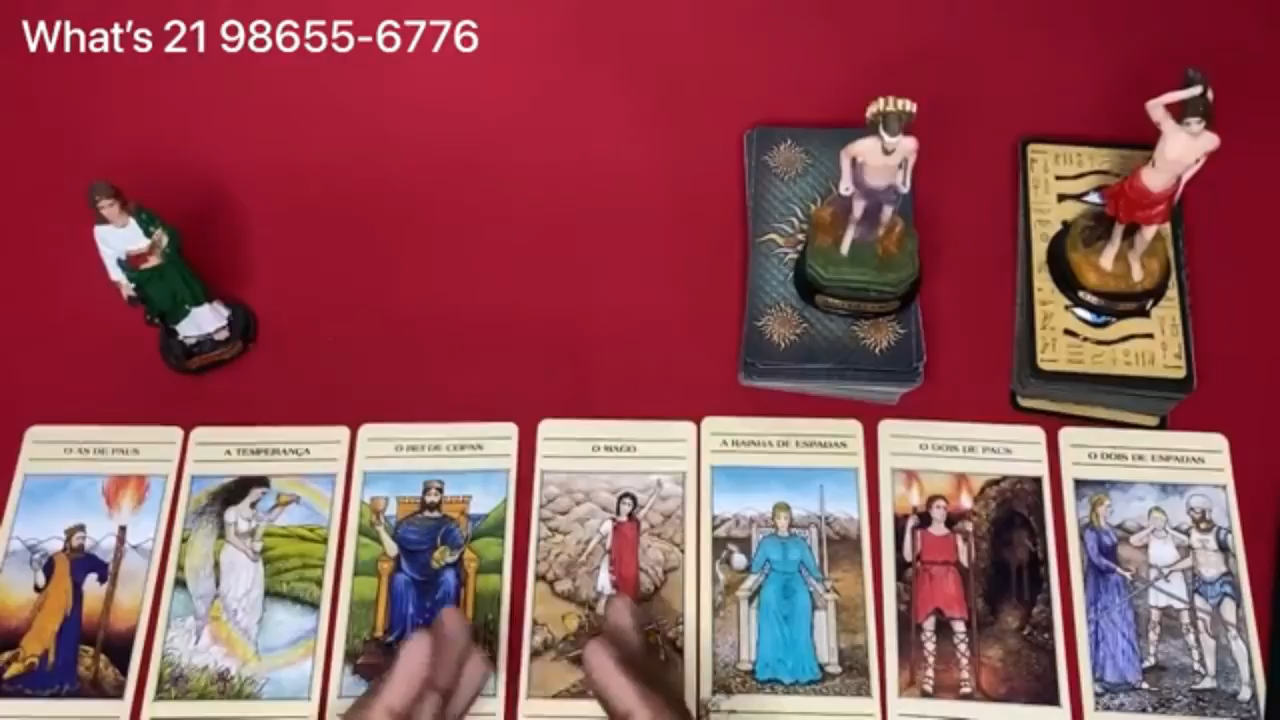 What's 21 98655-6776
O ÁS DE PAUS
A TEMPERANÇA
O REI DE COPAS
O MAGO
A RAINHA DE ESPADAS
O DOIS DE PAUS
O DOIS DE ESPADAS